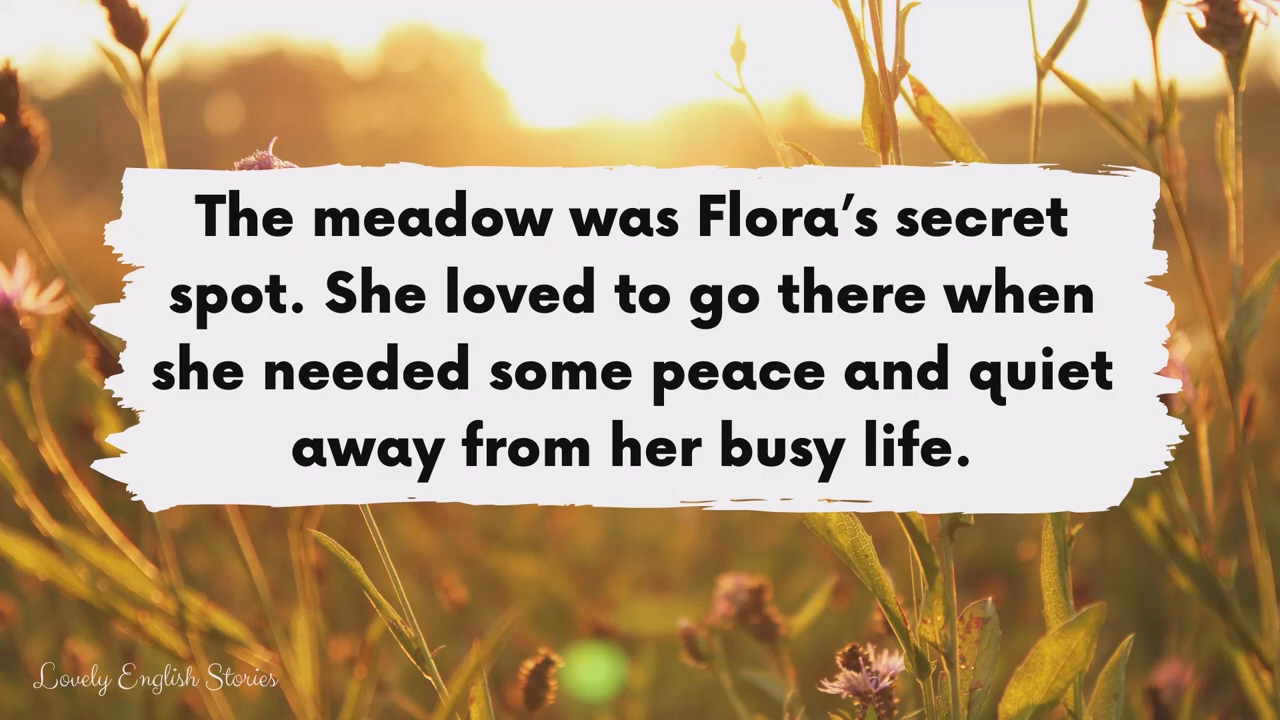 The meadow was Flora’s secret
spot. She loved to go there when
she needed some peace and quiet
away from her busy life.
Lovely English Stories